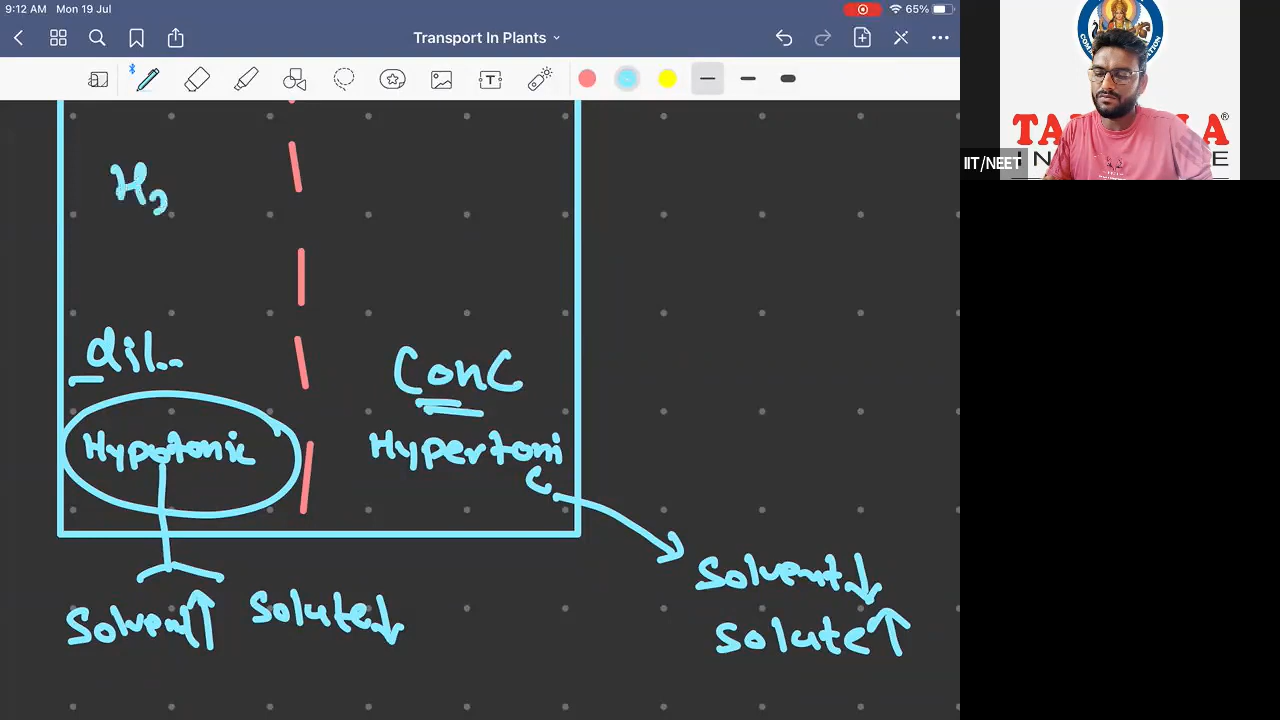 9:12 AM Mon 19 Jul
65%
Transport In Plants
T
IIT/NEET
H2
dil..
Conc
Hypotonic
Hypertoni
c
Solvent↑ Solute↓
Solvent↓
Solute↑